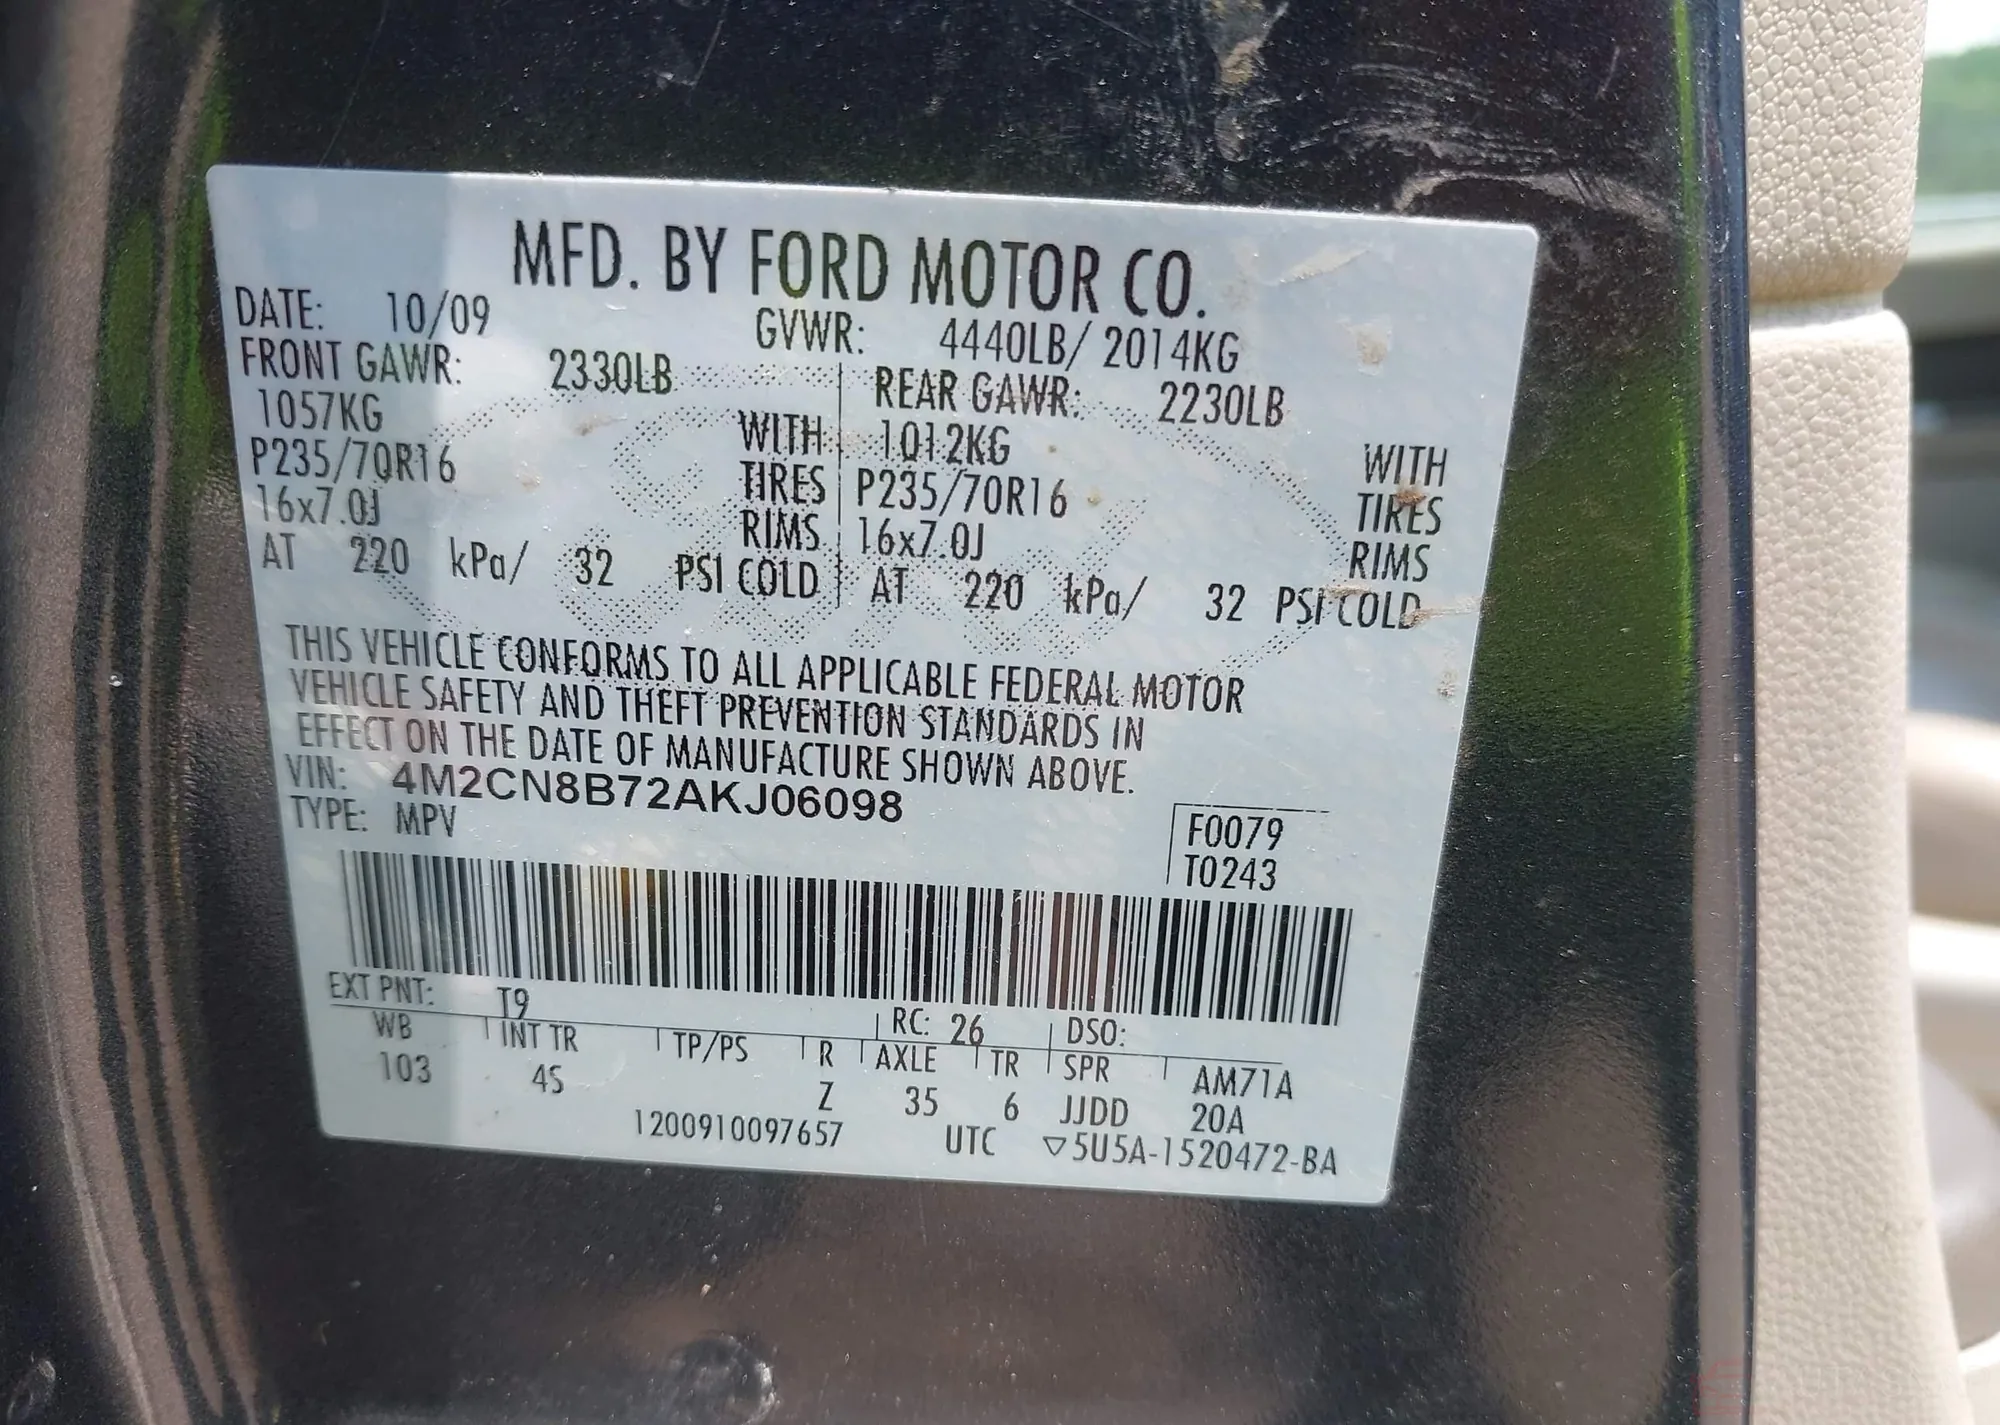 MFD. BY FORD MOTOR CO.
DATE: 10/09 GVWR: 4440LB/ 2014KG
FRONT GAWR: 2330LB REAR GAWR: 2230LB
1057KG WITH 1012KG WITH
P235/70R16 TIRES P235/70R16 TIRES
16x7.0J RIMS 16x7.0J RIMS
AT 220 kPa/ 32 PSI COLD AT 220 kPa/ 32 PSI COLD
THIS VEHICLE CONFORMS TO ALL APPLICABLE FEDERAL MOTOR
VEHICLE SAFETY AND THEFT PREVENTION STANDARDS IN
EFFECT ON THE DATE OF MANUFACTURE SHOWN ABOVE.
VIN: 4M2CN8B72AKJ06098
TYPE: MPV
F0079
T0243
EXT PNT: T9 RC: 26 DSO:
WB INT TR TP/PS R AXLE TR SPR AM71A
103 4S Z 35 6 JJDD 20A
1200910097657 UTC ▽5U5A-1520472-BA